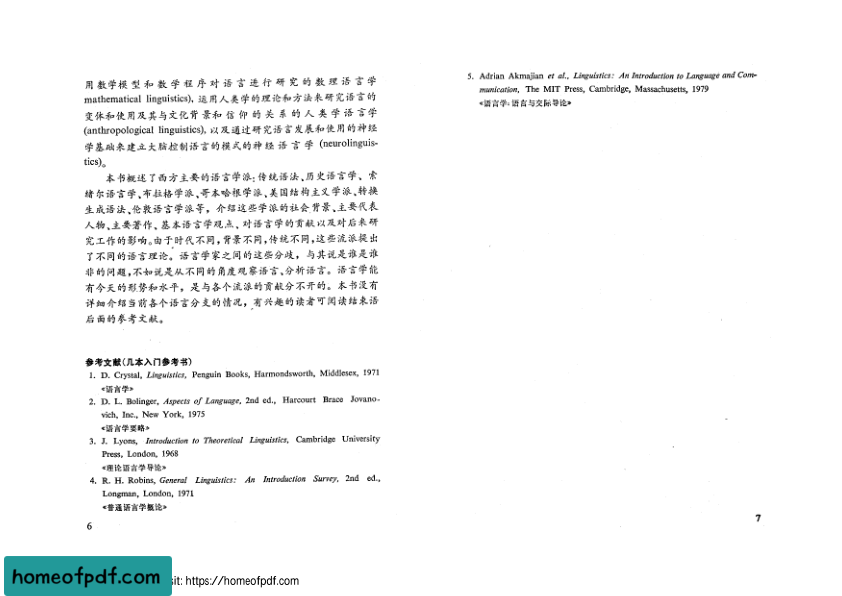 用数学模型和数学程序对语言进行研究的数理语言学
mathematical linguistics), 运用人类学的理论和方法来研究语言的
变体和使用及其与文化背景和信仰的关系的人类学语言学
(anthropological linguistics), 以及通过研究语言发展和使用的神经
学基础来建立大脑控制语言的模式的神经语言学 (neurolinguis-
tics)。
本书概述了西方主要的语言学派：传统语法、历史语言学、索
绪尔语言学、布拉格学派、哥本哈根学派、美国结构主义学派、转换
生成语法、伦敦语言学派等，介绍这些学派的社会背景、主要代表
人物、主要著作、基本语言学观点、对语言学的贡献以及对后来研
究工作的影响。由于时代不同，背景不同，传统不同，这些流派提出
了不同的语言理论。语言学家之间的这些分歧，与其说是谁是谁
非的问题，不如说是从不同的角度观察语言、分析语言。语言学能
有今天的形势和水平，是与各个流派的贡献分不开的。本书没有
详细介绍当前各个语言分支的情况，有兴趣的读者可阅读结束语
后面的参考文献。
参考文献（几本入门参考书）
1. D. Crystal, Linguistics, Penguin Books, Harmondsworth, Middlesex, 1971
《语言学》
2. D. L. Bolinger, Aspects of Language, 2nd ed., Harcourt Brace Jovano-
vich, Inc., New York, 1975
《语言学要略》
3. J. Lyons, Introduction to Theoretical Linguistics, Cambridge University
Press, London, 1968
《理论语言学导论》
4. R. H. Robins, General Linguistics: An Introduction Survey, 2nd ed.,
Longman, London, 1971
《普通语言学概论》
6
5. Adrian Akmajian et al., Linguistics: An Introduction to Language and Com-
munication, The MIT Press, Cambridge, Massachusetts, 1979
《语言学：语言与交际导论》
7
homeofpdf.com
sit: https://homeofpdf.com